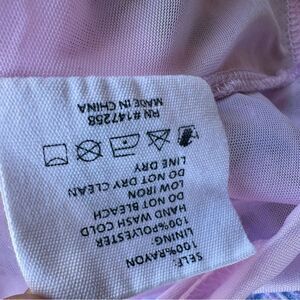 SELF:
100%RAYON
LINING:
100%POLYESTER
HAND WASH COLD
DO NOT BLEACH
LOW IRON
DO NOT DRY CLEAN
LINE DRY
MADE IN CHINA
RN #147258